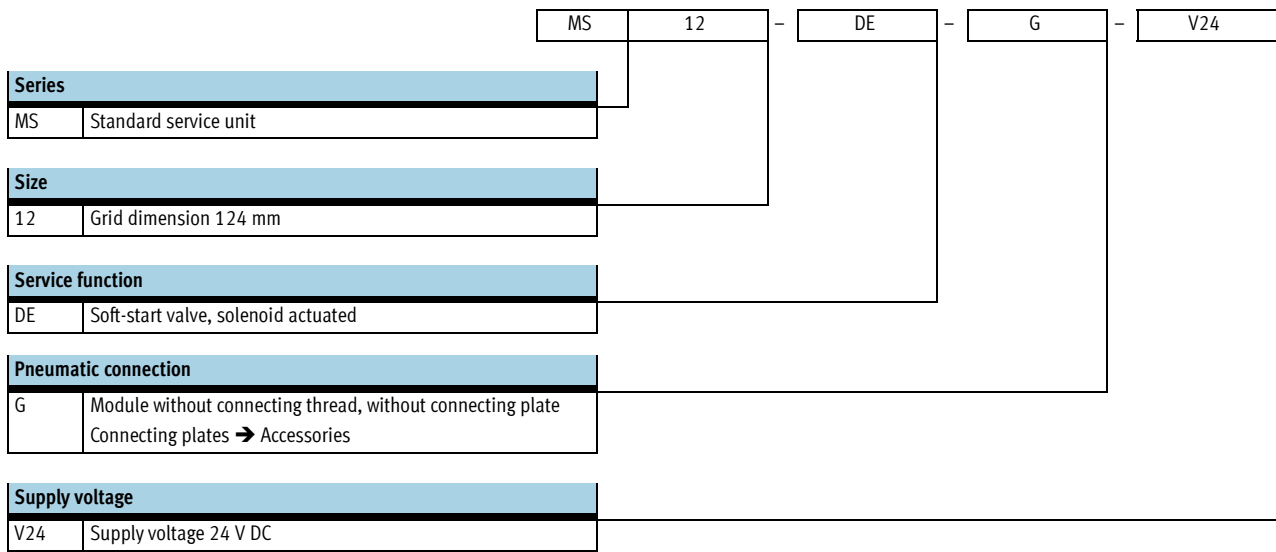 MS 12 – DE – G – V24
Series
MS Standard service unit
Size
12 Grid dimension 124 mm
Service function
DE Soft-start valve, solenoid actuated
Pneumatic connection
G Module without connecting thread, without connecting plate
Connecting plates ➔ Accessories
Supply voltage
V24 Supply voltage 24 V DC